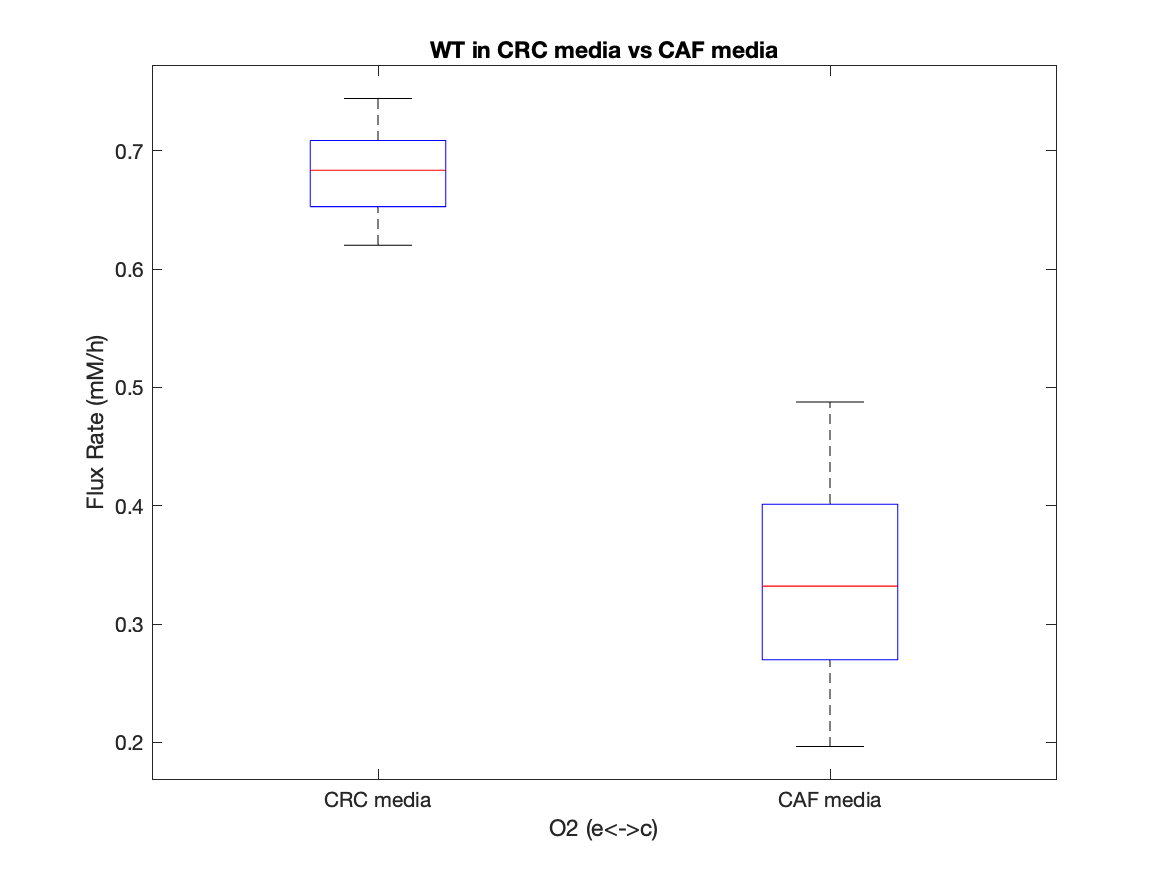 WT in CRC media vs CAF media
Flux Rate (mM/h)
0.7
0.6
0.5
0.4
0.3
0.2
CRC media
CAF media
O2 (e<->c)